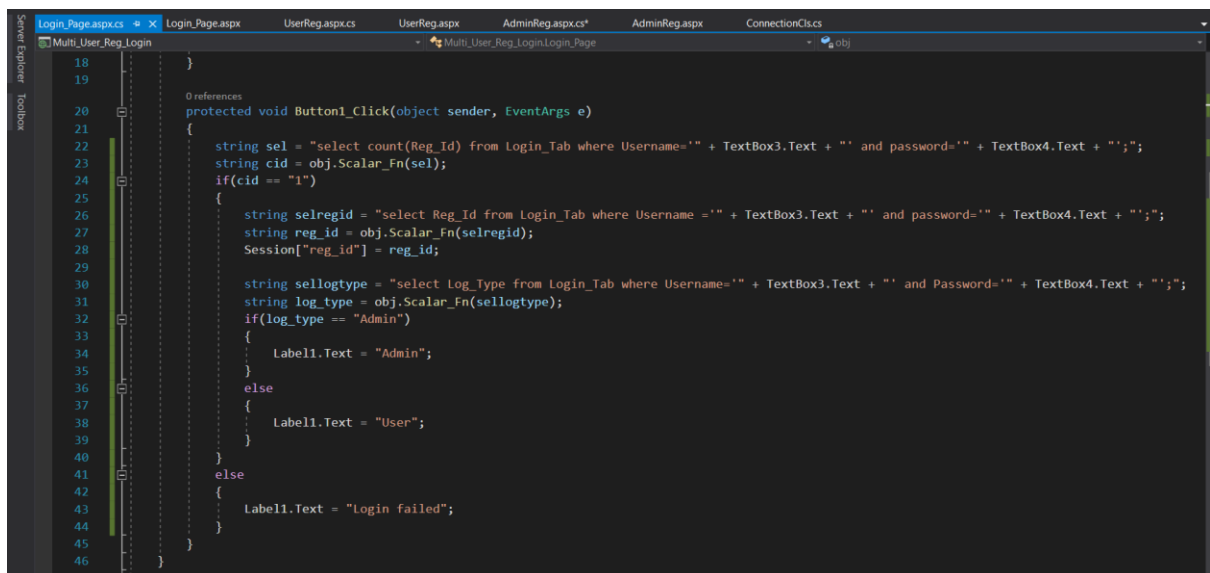 Login_Page.aspx.cs Login_Page.aspx UserReg.aspx.cs UserReg.aspx AdminReg.aspx.cs* AdminReg.aspx ConnectionCls.cs
Server Explorer
Toolbox
Multi_User_Reg_Login Multi_User_Reg_Login.Login_Page obj
18 }
19
0 references
20 protected void Button1_Click(object sender, EventArgs e)
21 {
22 string sel = "select count(Reg_Id) from Login_Tab where Username='" + TextBox3.Text + "' and password='" + TextBox4.Text + "';";
23 string cid = obj.Scalar_Fn(sel);
24 if(cid == "1")
25 {
26 string selregid = "select Reg_Id from Login_Tab where Username ='" + TextBox3.Text + "' and password='" + TextBox4.Text + "';";
27 string reg_id = obj.Scalar_Fn(selregid);
28 Session["reg_id"] = reg_id;
29
30 string sellogtype = "select Log_Type from Login_Tab where Username='" + TextBox3.Text + "' and Password='" + TextBox4.Text + "';";
31 string log_type = obj.Scalar_Fn(sellogtype);
32 if(log_type == "Admin")
33 {
34 Label1.Text = "Admin";
35 }
36 else
37 {
38 Label1.Text = "User";
39 }
40 }
41 else
42 {
43 Label1.Text = "Login failed";
44 }
45 }
46 }